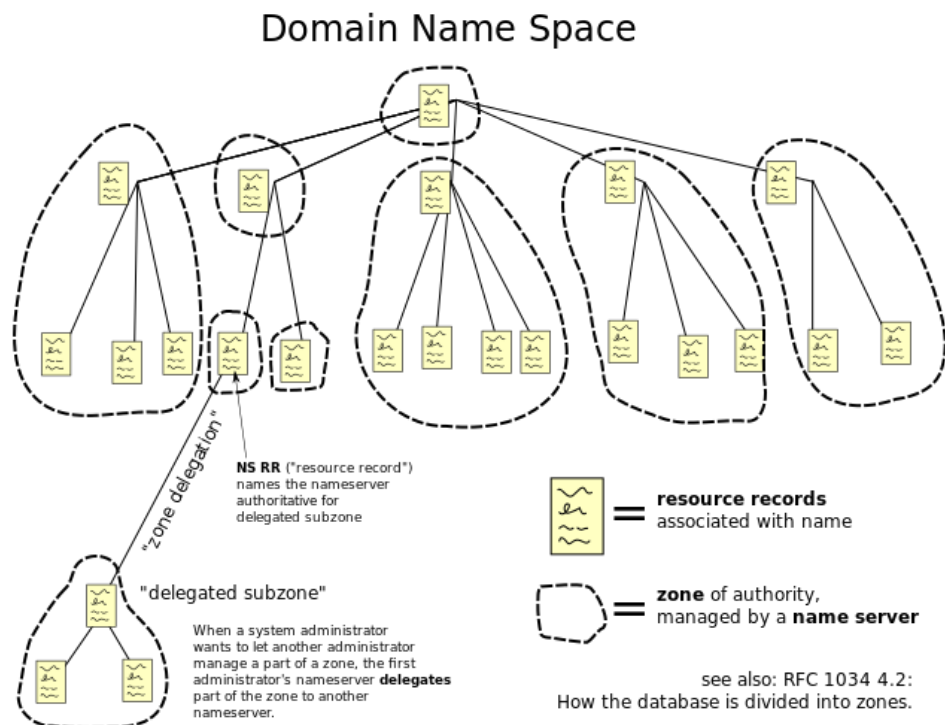 Domain Name Space
"zone delegation"
NS RR ("resource record")
names the nameserver
authoritative for
delegated subzone
resource records
associated with name
"delegated subzone"
zone of authority,
managed by a name server
When a system administrator
wants to let another administrator
manage a part of a zone, the first
administrator's nameserver delegates
part of the zone to another
nameserver.
see also: RFC 1034 4.2:
How the database is divided into zones.